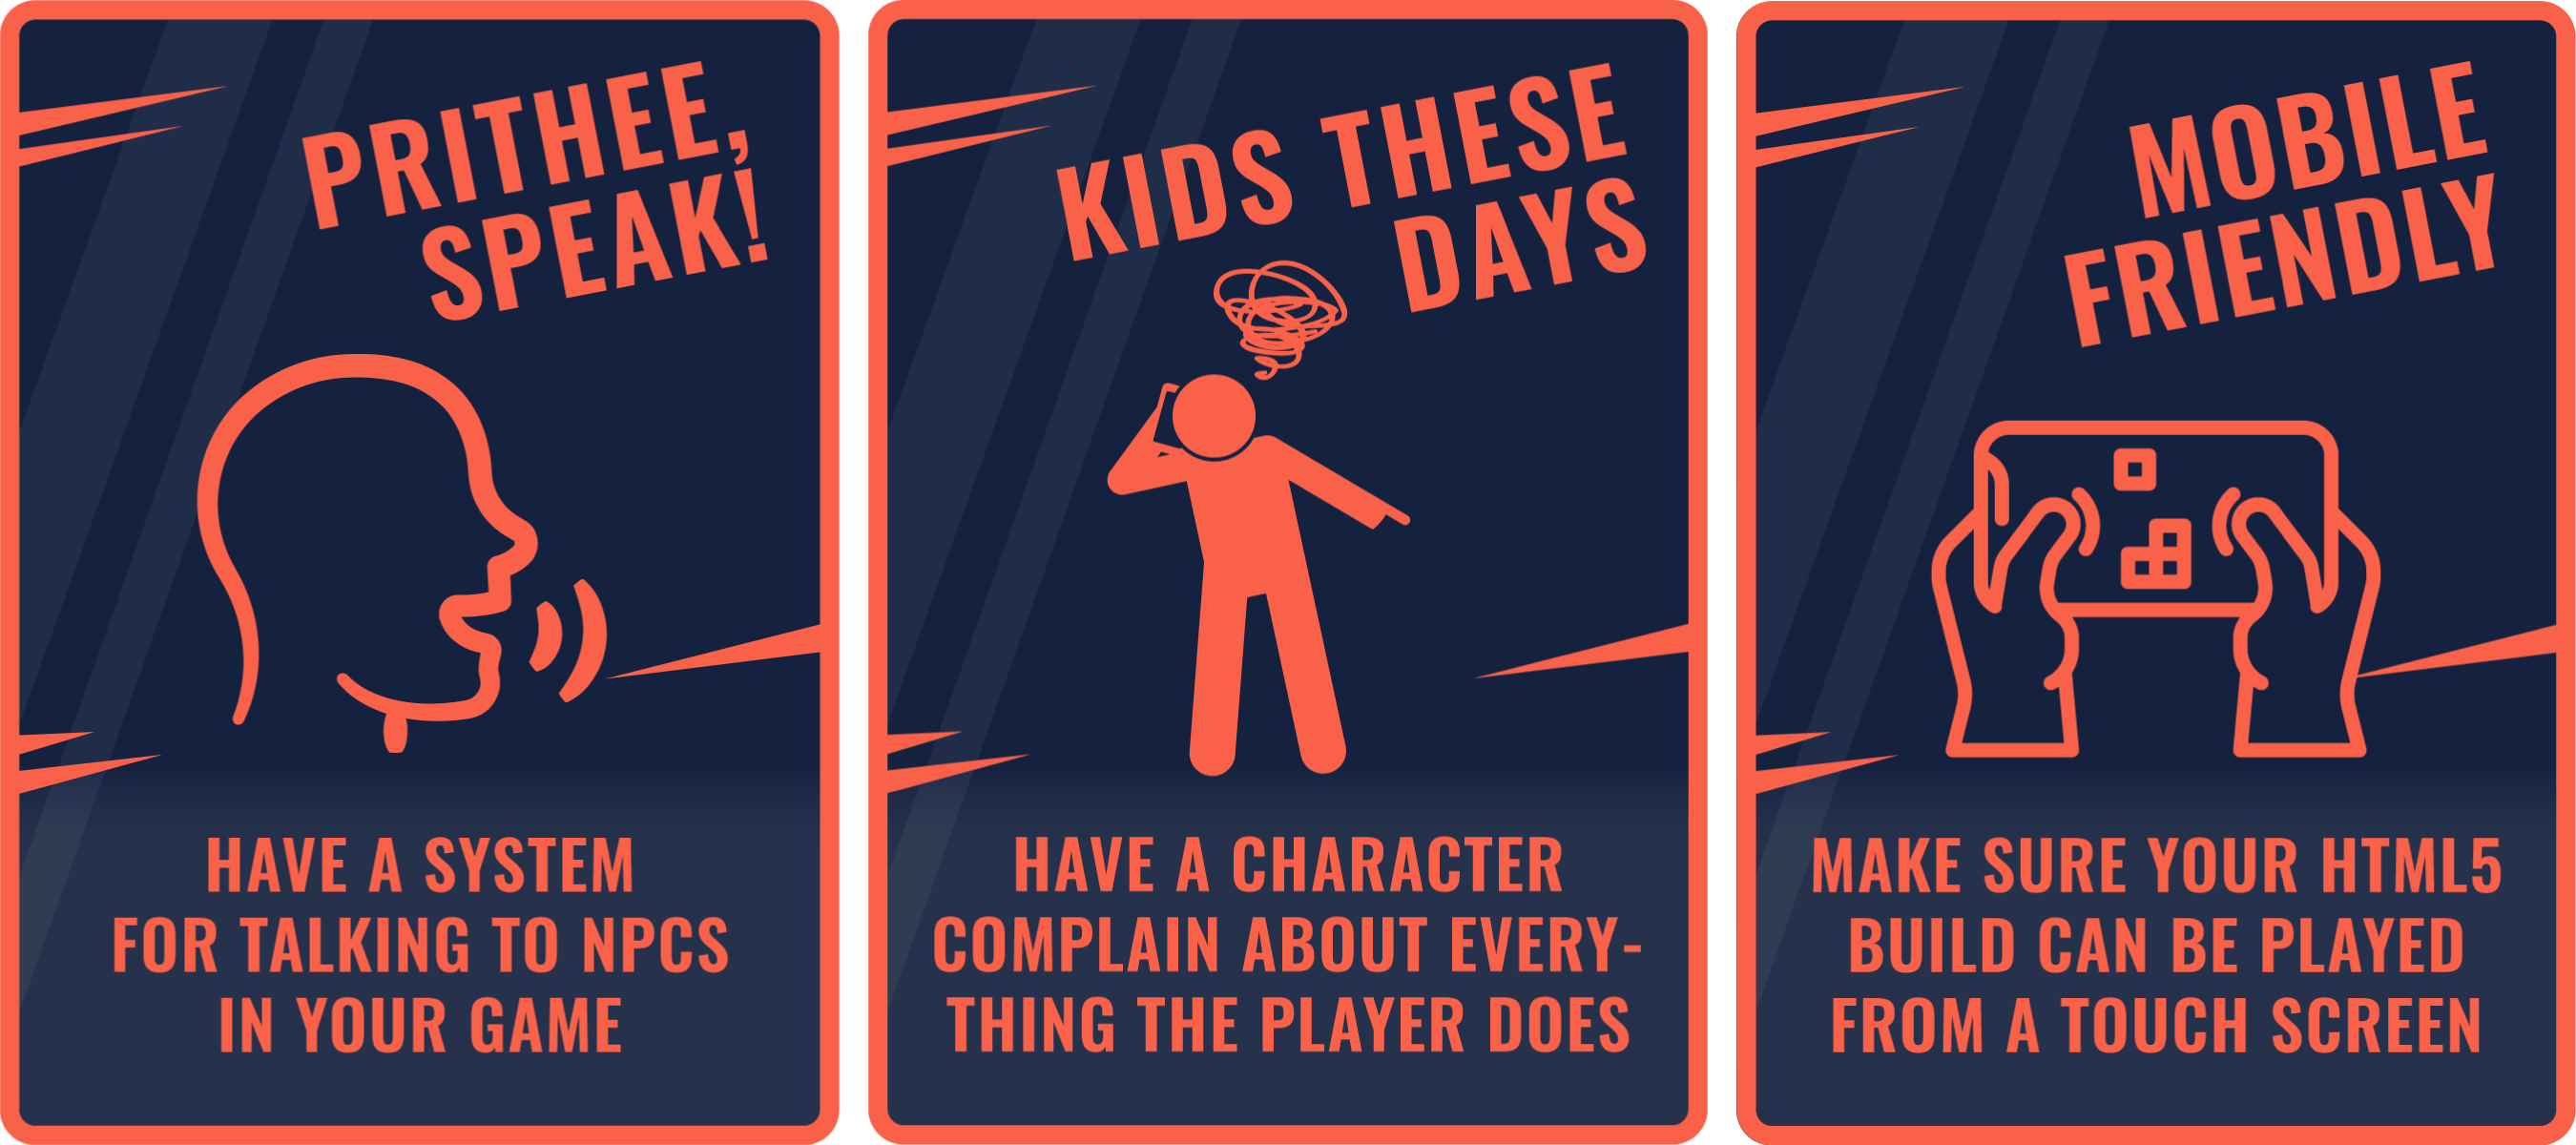 PRITHEE,
SPEAK!
HAVE A SYSTEM
FOR TALKING TO NPCS
IN YOUR GAME
KIDS THESE
DAYS
HAVE A CHARACTER
COMPLAIN ABOUT EVERY-
THING THE PLAYER DOES
MOBILE
FRIENDLY
MAKE SURE YOUR HTML5
BUILD CAN BE PLAYED
FROM A TOUCH SCREEN